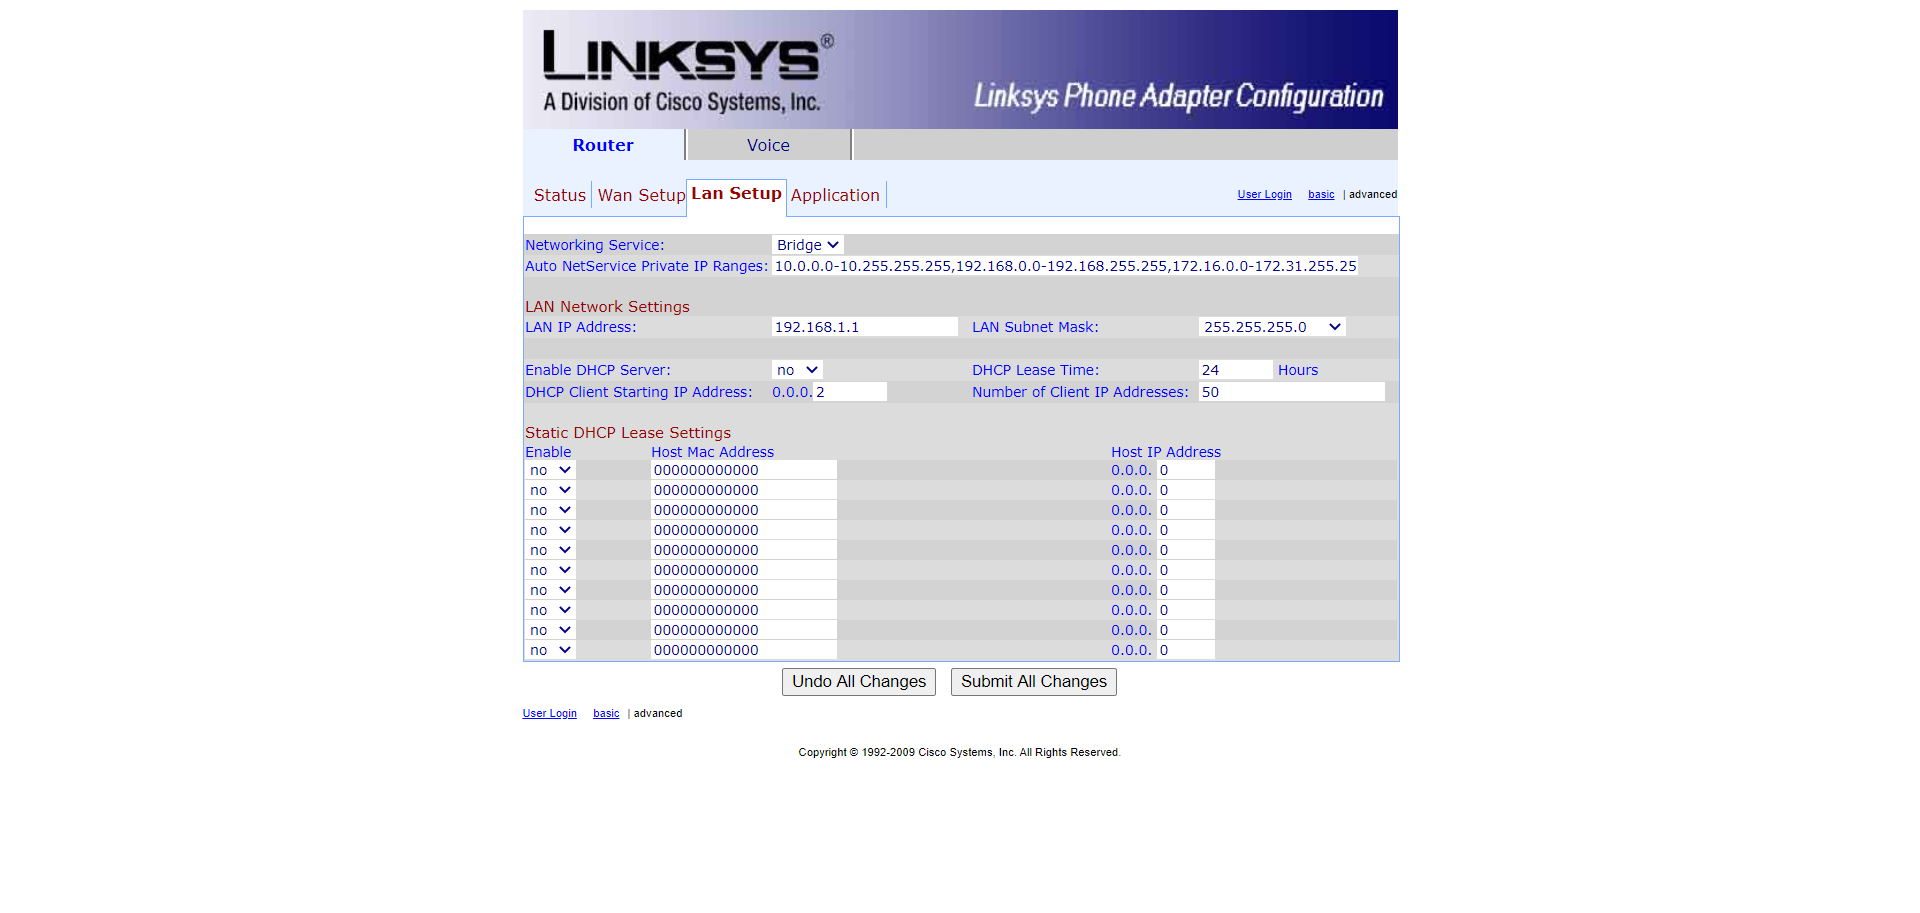 LINKSYS®
A Division of Cisco Systems, Inc.
Linksys Phone Adapter Configuration
Router Voice
Status Wan Setup Lan Setup Application User Login basic | advanced
Networking Service: Bridge
Auto NetService Private IP Ranges: 10.0.0.0-10.255.255.255,192.168.0.0-192.168.255.255,172.16.0.0-172.31.255.25
LAN Network Settings
LAN IP Address: 192.168.1.1 LAN Subnet Mask: 255.255.255.0
Enable DHCP Server: no DHCP Lease Time: 24 Hours
DHCP Client Starting IP Address: 0.0.0.2 Number of Client IP Addresses: 50
Static DHCP Lease Settings
Enable Host Mac Address Host IP Address
no 000000000000 0.0.0. 0
no 000000000000 0.0.0. 0
no 000000000000 0.0.0. 0
no 000000000000 0.0.0. 0
no 000000000000 0.0.0. 0
no 000000000000 0.0.0. 0
no 000000000000 0.0.0. 0
no 000000000000 0.0.0. 0
no 000000000000 0.0.0. 0
no 000000000000 0.0.0. 0
Undo All Changes Submit All Changes
User Login basic | advanced
Copyright © 1992-2009 Cisco Systems, Inc. All Rights Reserved.